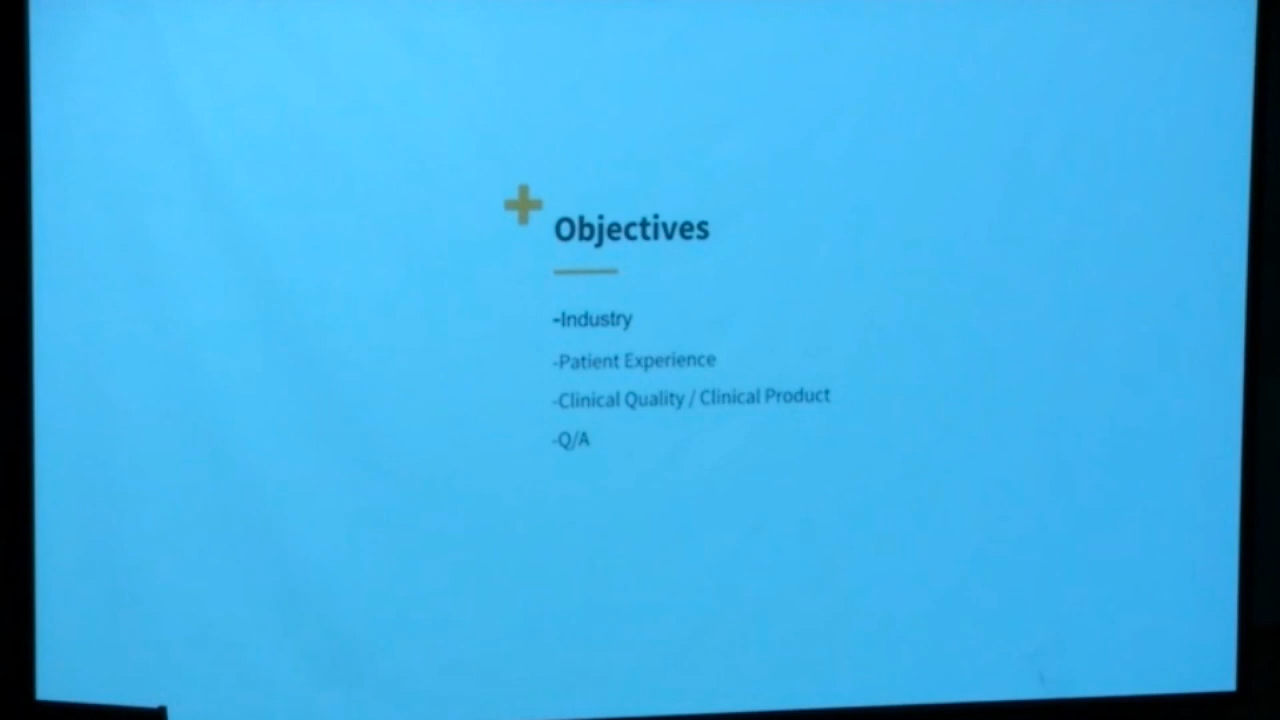 Objectives
-Industry
-Patient Experience
-Clinical Quality / Clinical Product
-Q/A